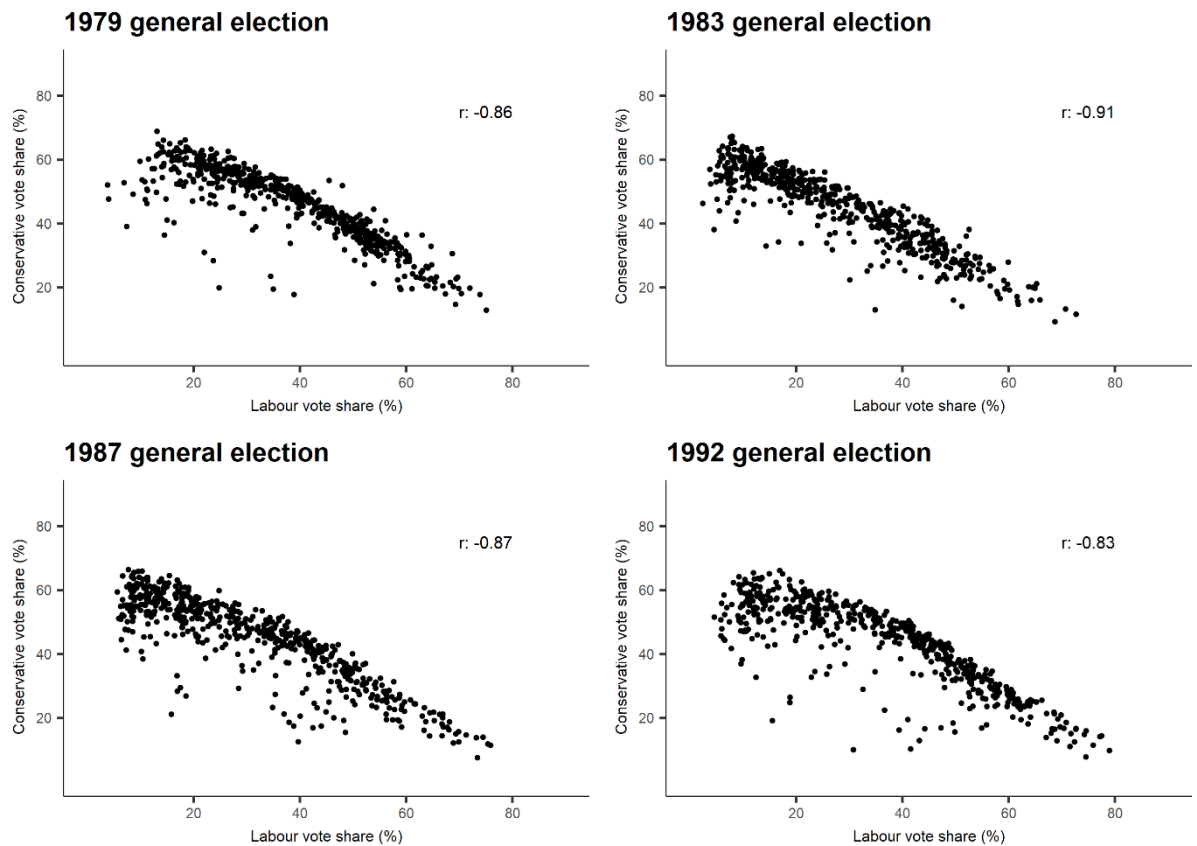 1979 general election
r: -0.86
80
60
40
20
Conservative vote share (%)
20 40 60 80
Labour vote share (%)
1983 general election
r: -0.91
80
60
40
20
Conservative vote share (%)
20 40 60 80
Labour vote share (%)
1987 general election
r: -0.87
80
60
40
20
Conservative vote share (%)
20 40 60 80
Labour vote share (%)
1992 general election
r: -0.83
80
60
40
20
Conservative vote share (%)
20 40 60 80
Labour vote share (%)